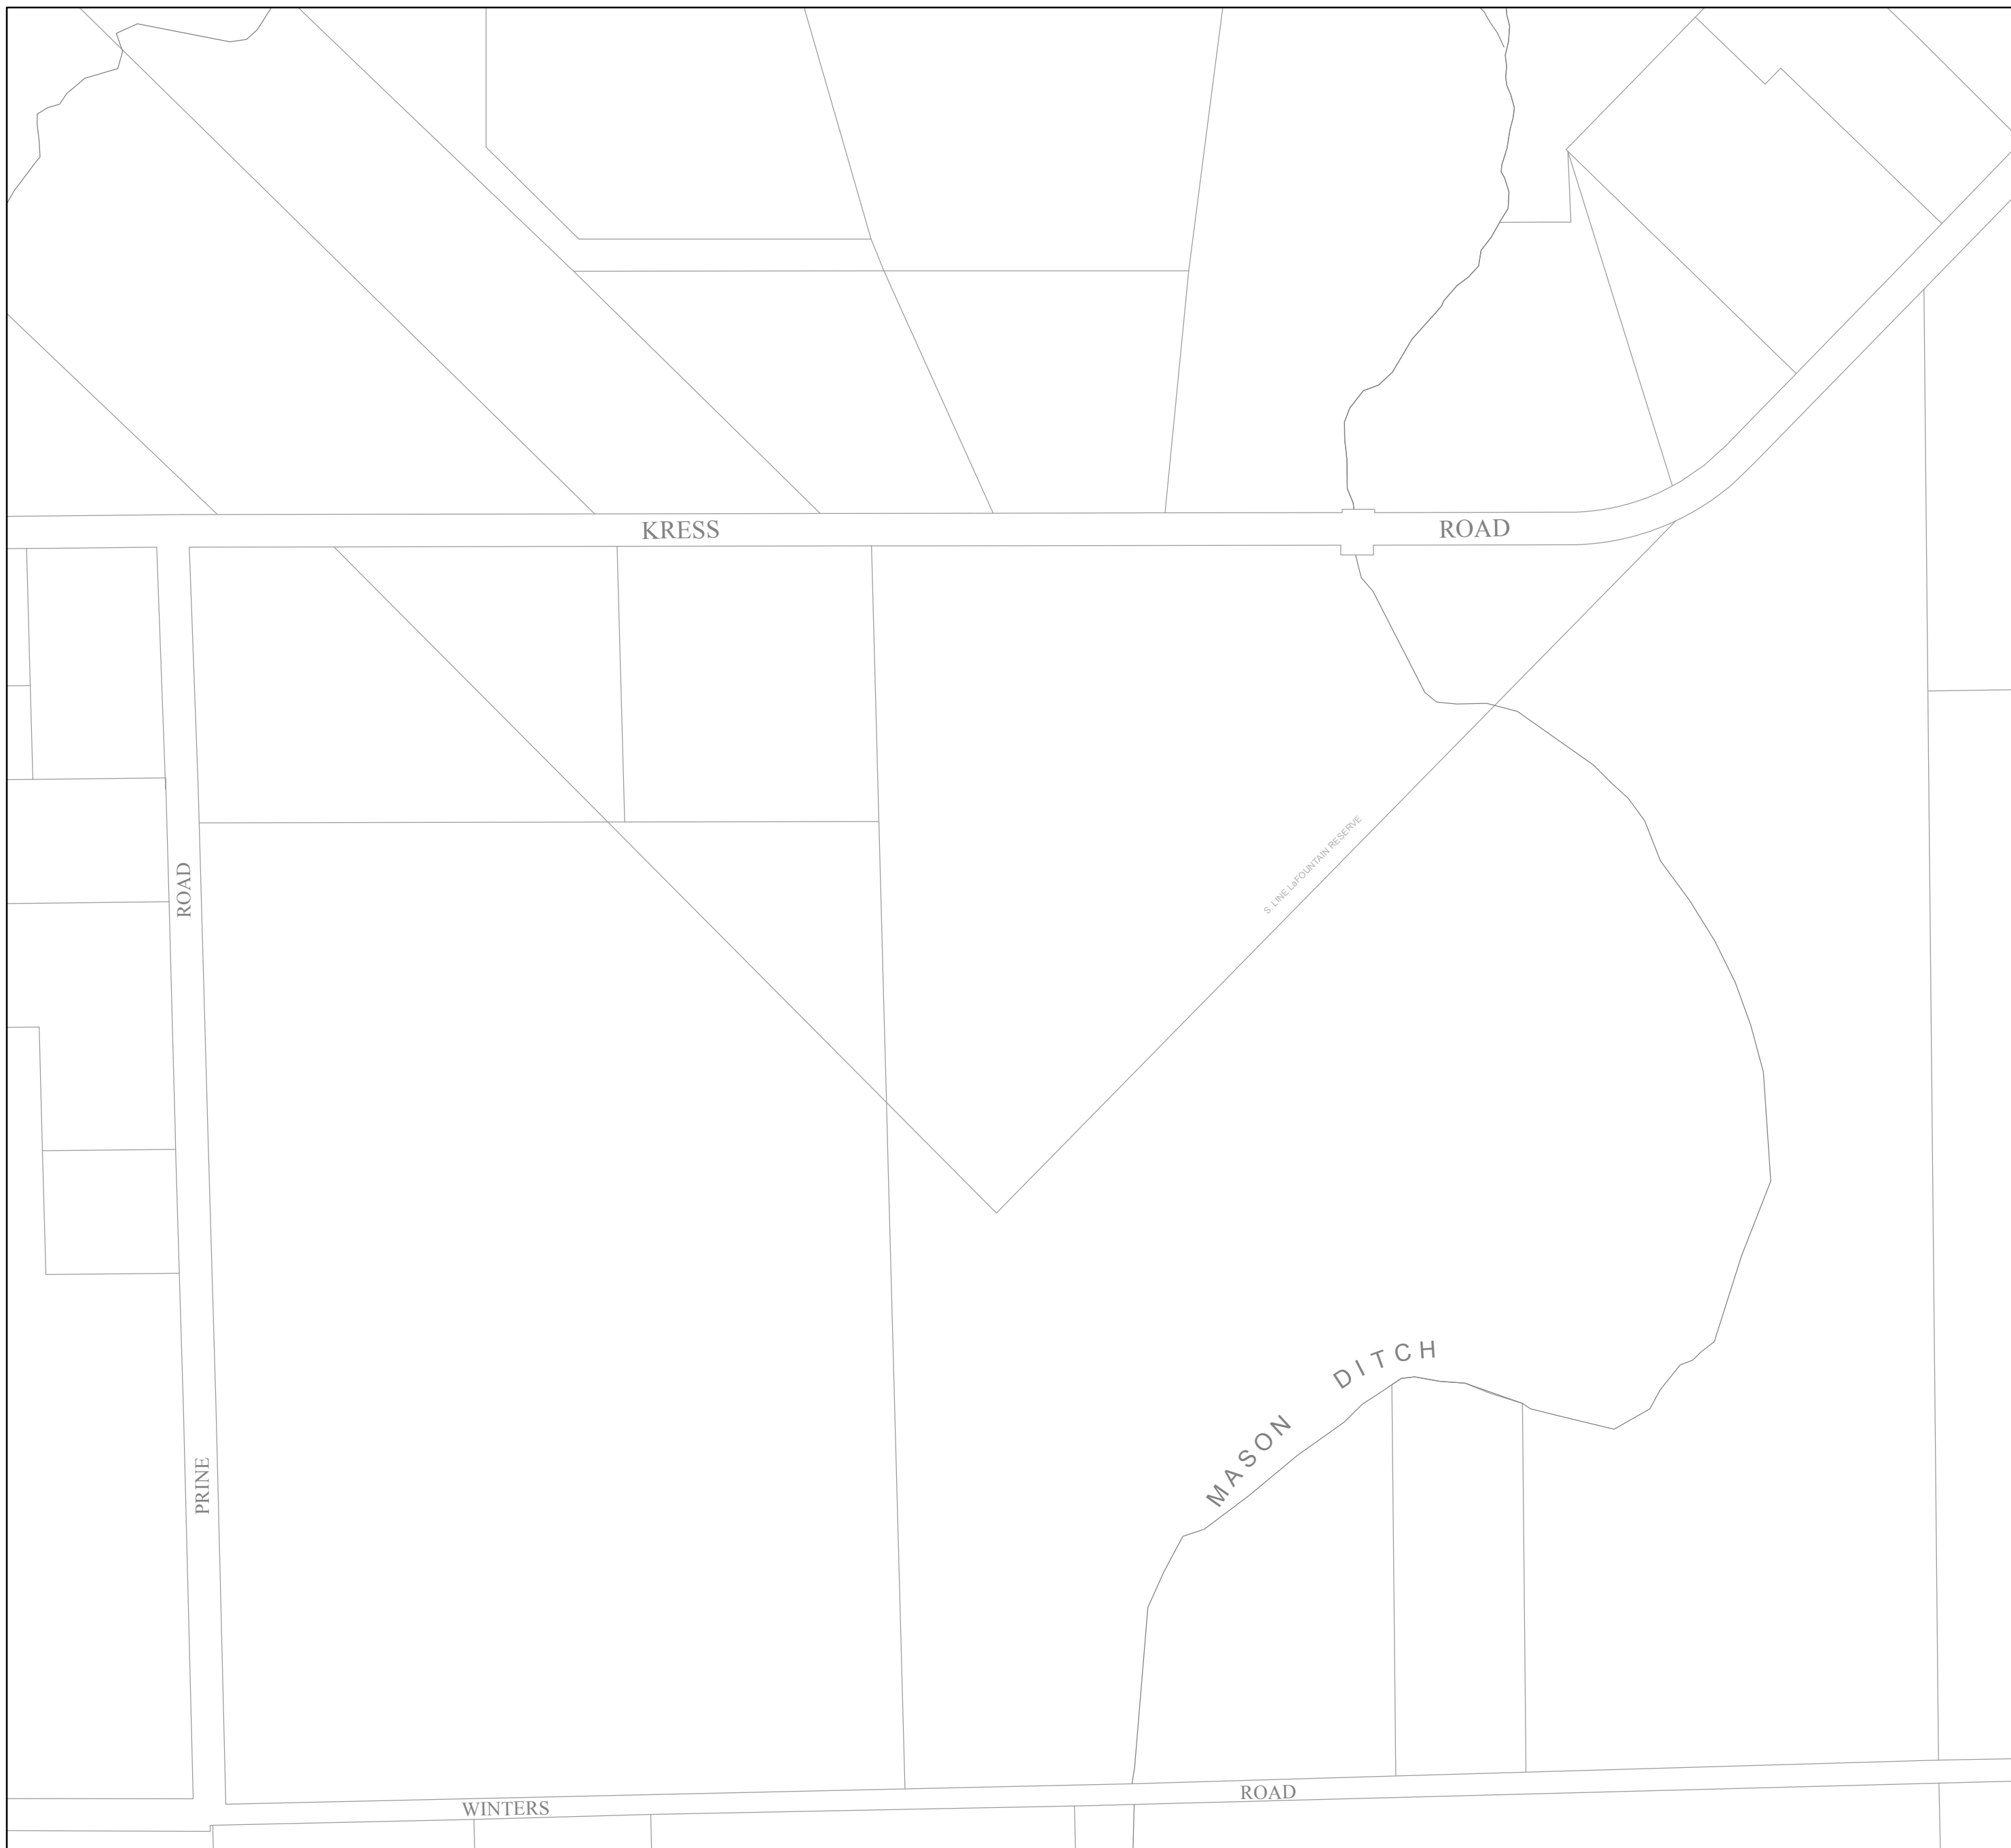 KRESS ROAD
S. LINE LaFOUNTAIN RESERVE
PRINE ROAD
MASON DITCH
WINTERS ROAD